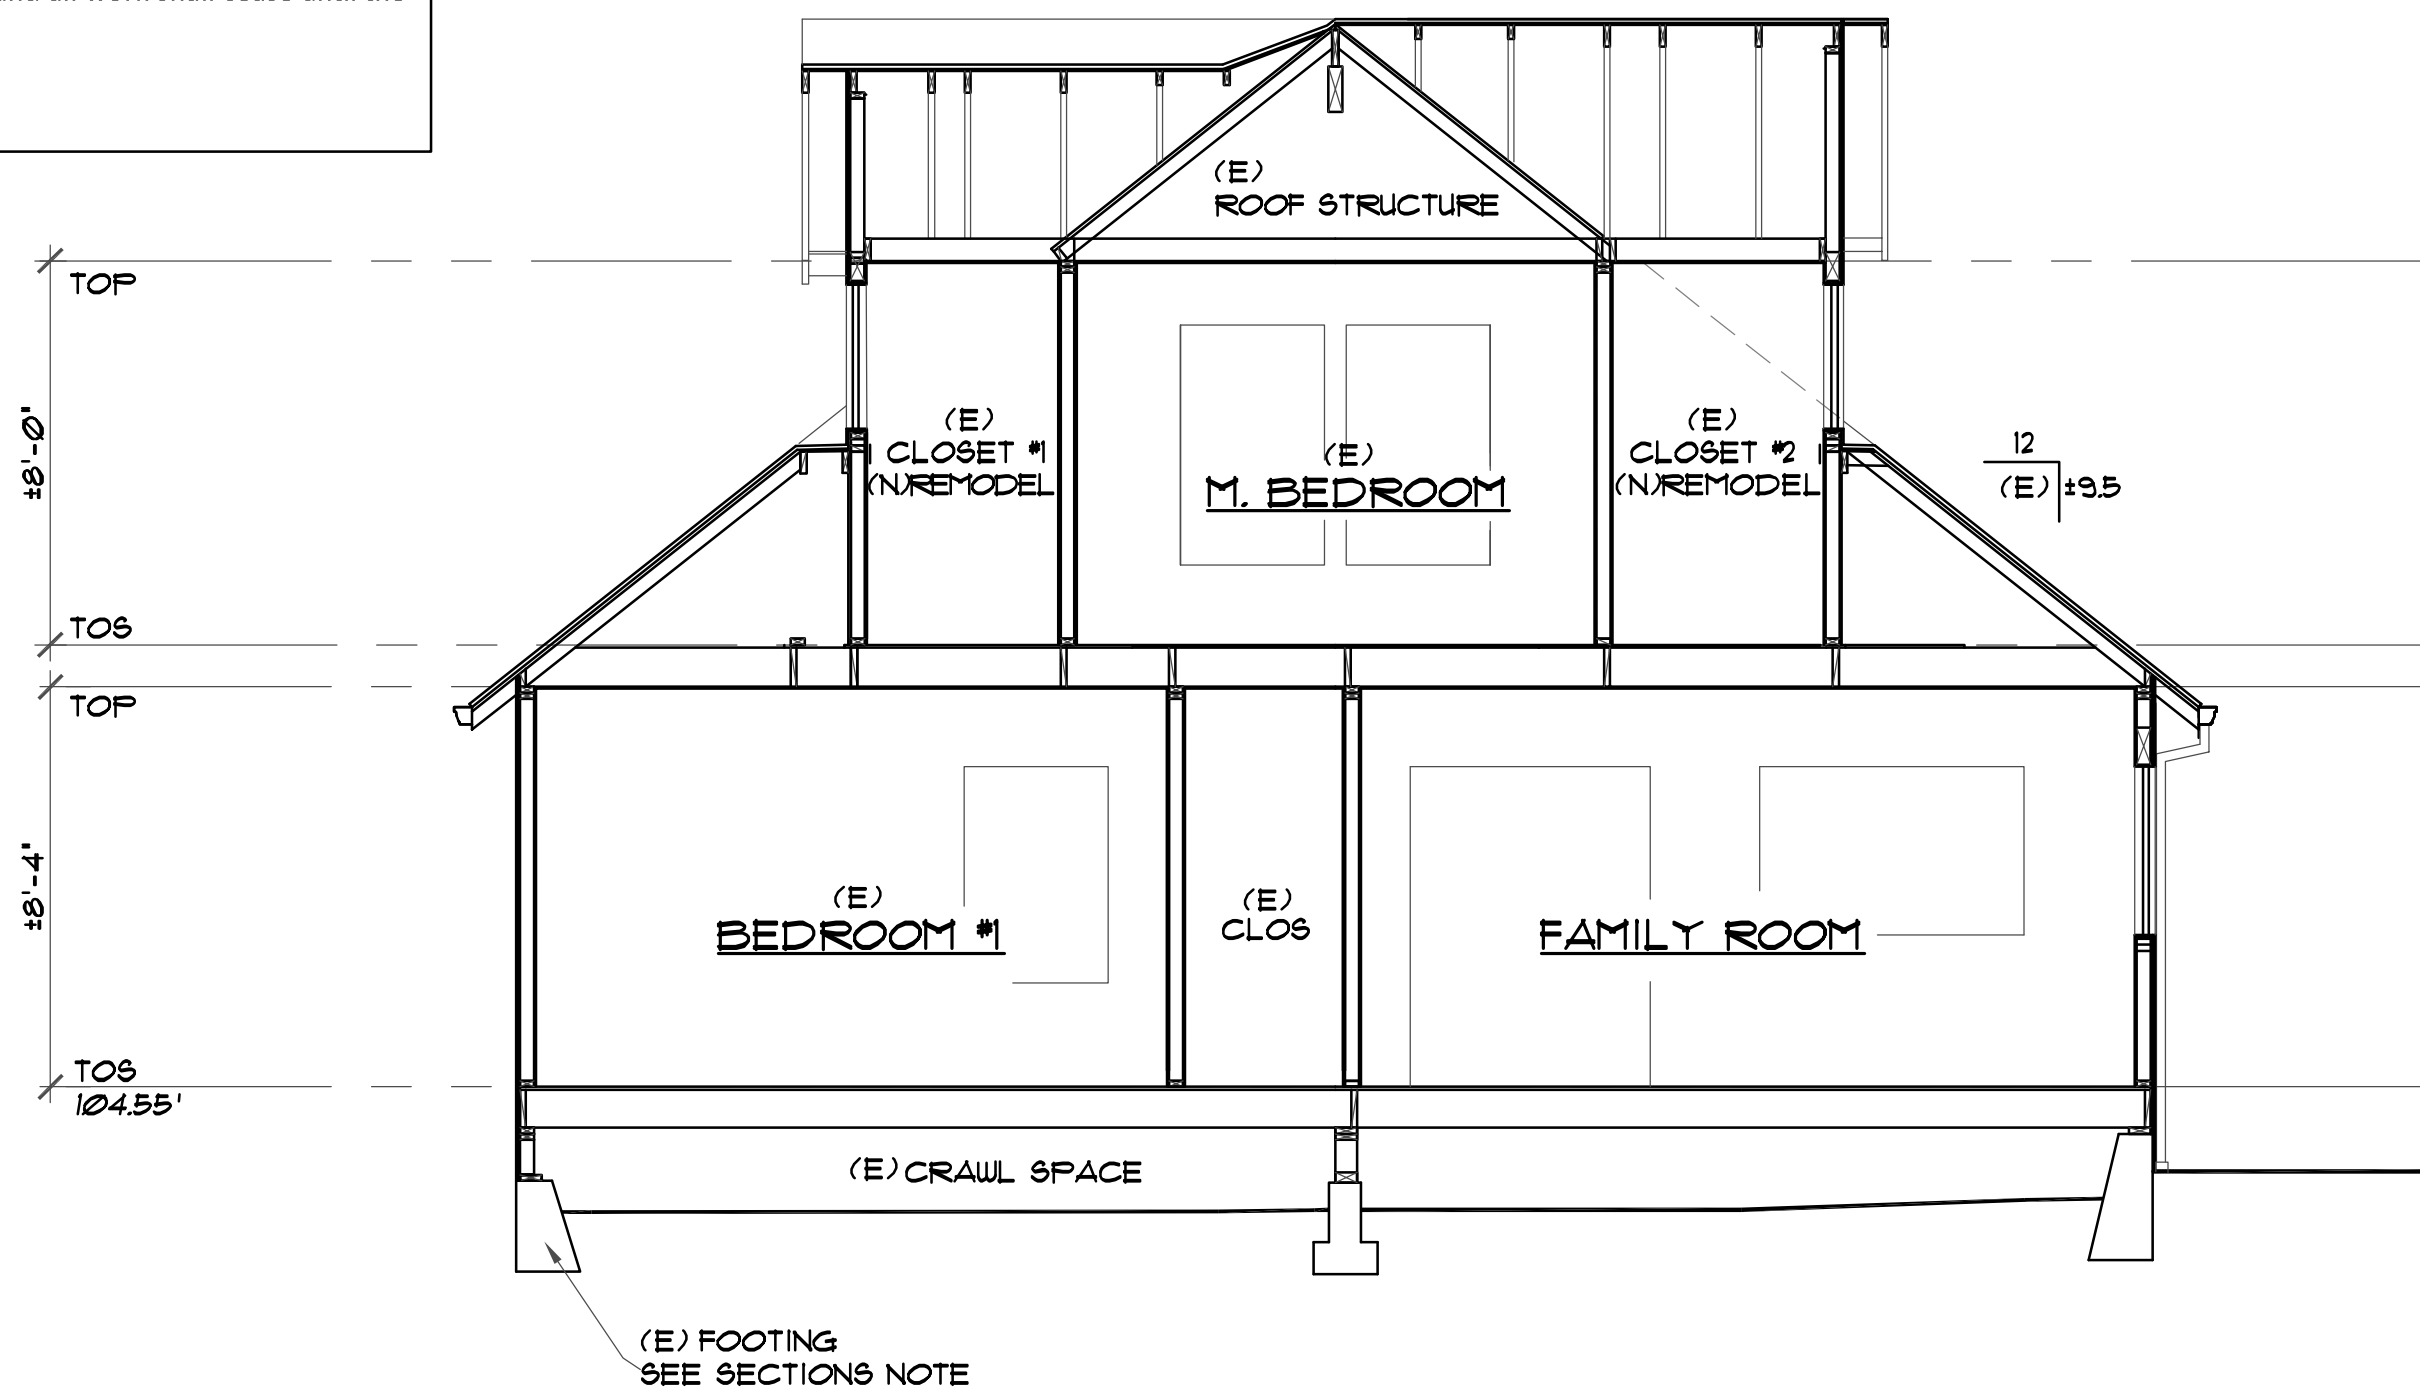 (E)
ROOF STRUCTURE
TOP
±8'-0"
(E)
CLOSET #1
(N)REMODEL
(E)
M. BEDROOM
(E)
CLOSET #2
(N)REMODEL
12
(E) ±9.5
TOS
TOP
±8'-4"
(E)
BEDROOM #1
(E)
CLOS
FAMILY ROOM
TOS
104.55'
(E) CRAWL SPACE
(E) FOOTING
SEE SECTIONS NOTE